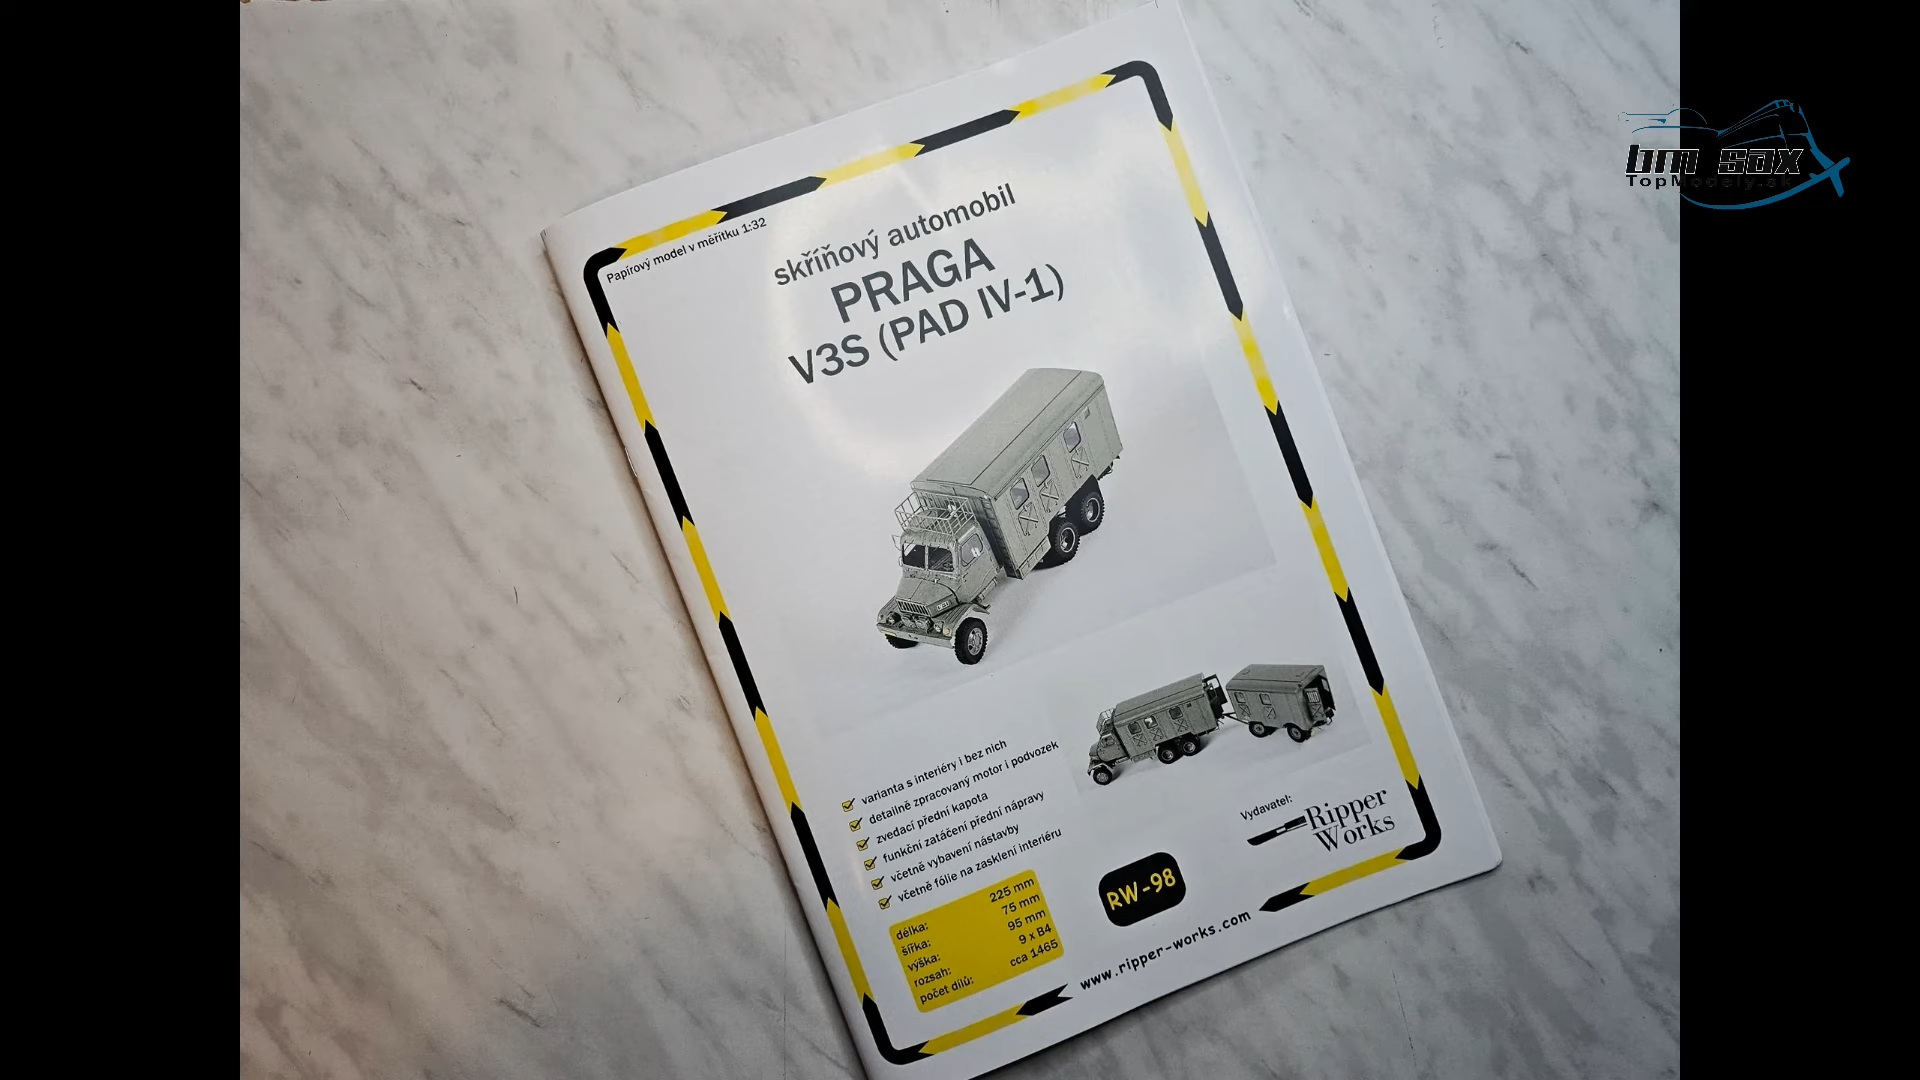 Papírový model v měřítku 1:32
skříňový automobil
PRAGA
V3S (PAD IV-1)
varianta s interiéry i bez nich
detailně zpracovaný motor i podvozek
zvedací přední kapota
funkční zatáčení přední nápravy
včetně vybavení nástavby
včetně fólie na zasklení interiéru
délka: 225 mm
šířka: 75 mm
výška: 95 mm
rozsah: 9 x B4
počet dílů: cca 1465
RW-98
Vydavatel:
Ripper
Works
www.ripper-works.com
bm sax
TopModely.sk